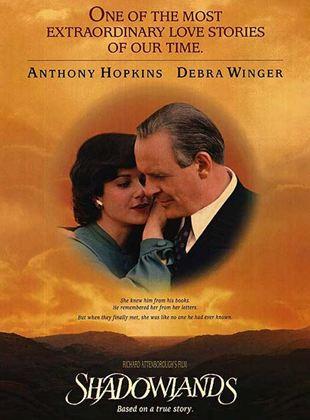 ONE OF THE MOST
EXTRAORDINARY LOVE STORIES
OF OUR TIME.
ANTHONY HOPKINS DEBRA WINGER
She knew him from his books.
He remembered her from her letters.
But when they finally met, she was like no one he had ever known.
RICHARD ATTENBOROUGH'S FILM
SHADOWLANDS
Based on a true story.